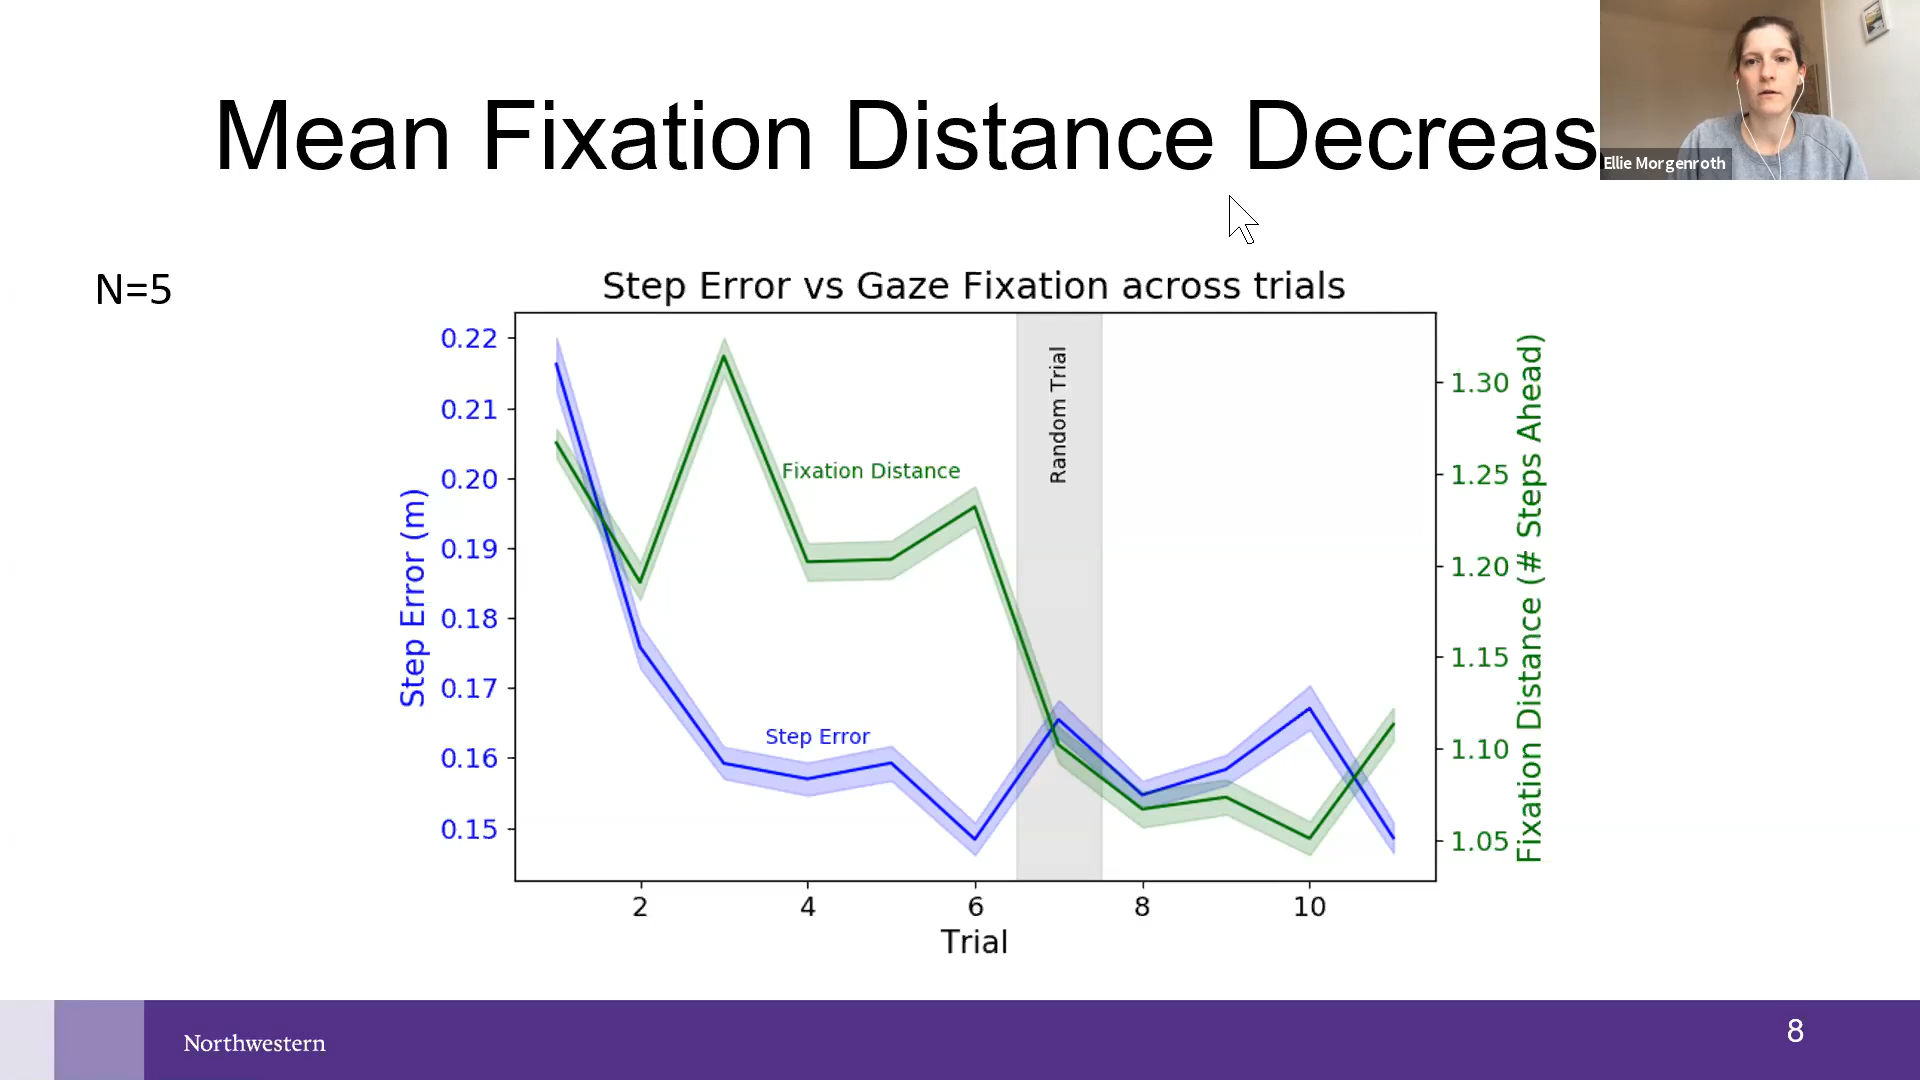 Mean Fixation Distance Decreas
Ellie Morgenroth
N=5
Step Error vs Gaze Fixation across trials
0.22
0.21
0.20
0.19
0.18
0.17
0.16
0.15
Step Error (m)
Fixation Distance
Step Error
Random Trial
1.30
1.25
1.20
1.15
1.10
1.05
Fixation Distance (# Steps Ahead)
2 4 6 8 10
Trial
Northwestern
8